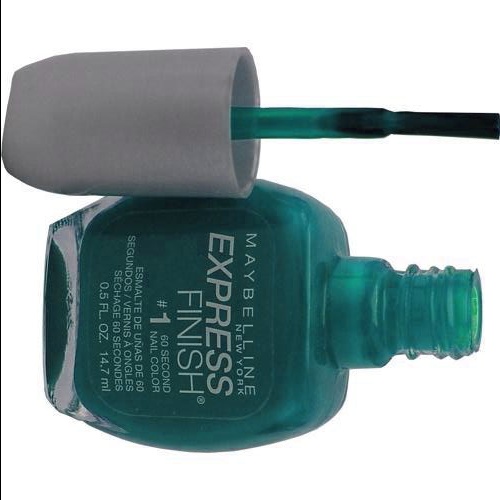 MAYBELLINE
NEW YORK
EXPRESS
FINISH®
60 SECOND
#1 NAIL COLOR
ESMALTE DE UNAS DE 60
SEGUNDOS / VERNIS À ONGLES
SÉCHAGE 60 SECONDES
0.5 FL. OZ. 14.7 ml